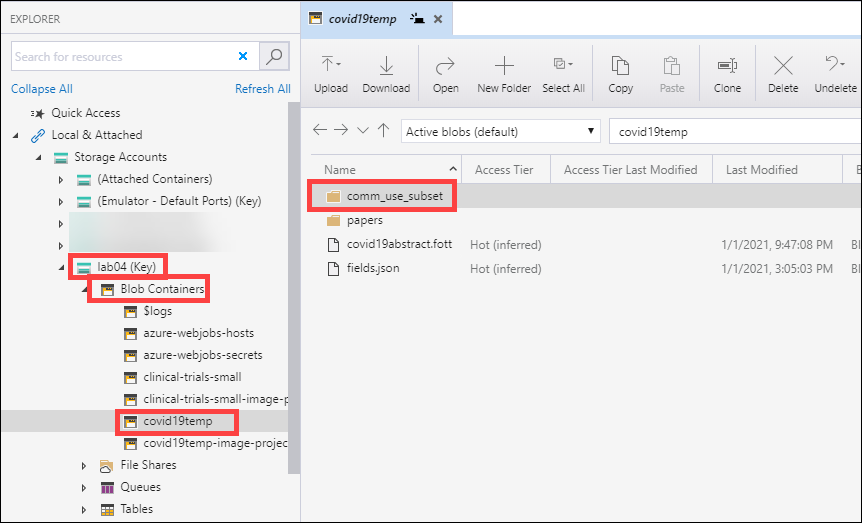 EXPLORER
Search for resources
Collapse All
Refresh All
Quick Access
Local & Attached
Storage Accounts
(Attached Containers)
(Emulator - Default Ports) (Key)
lab04 (Key)
Blob Containers
$logs
azure-webjobs-hosts
azure-webjobs-secrets
clinical-trials-small
clinical-trials-small-image-p
covid19temp
covid19temp-image-projec
File Shares
Queues
Tables
covid19temp
Upload Download Open New Folder Select All Copy Paste Clone Delete Undelete
Active blobs (default)
covid19temp
Name Access Tier Access Tier Last Modified Last Modified
comm_use_subset
papers
covid19abstract.fott Hot (inferred) 1/1/2021, 9:47:08 PM Bl
fields.json Hot (inferred) 1/1/2021, 3:05:03 PM Bl